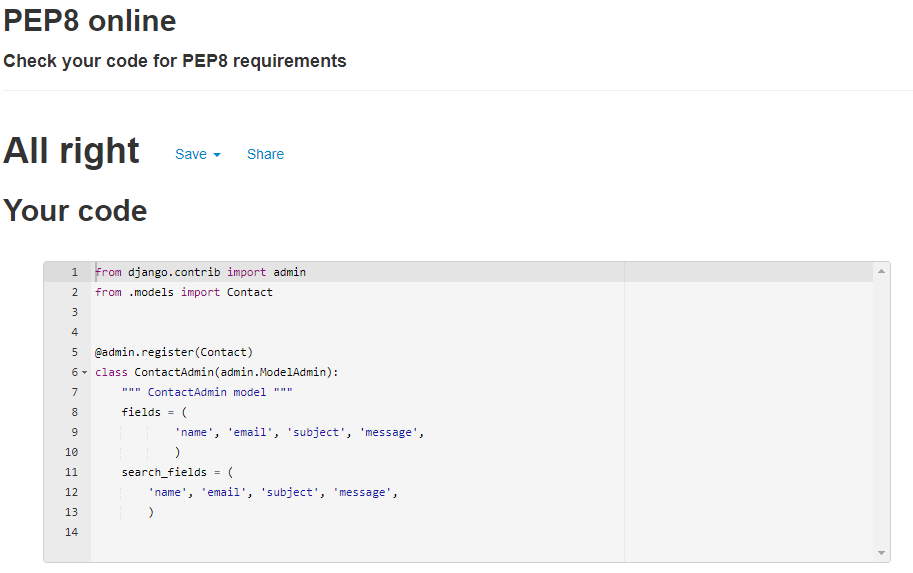 PEP8 online
Check your code for PEP8 requirements
All right Save Share
Your code
1 from django.contrib import admin
2 from .models import Contact
3
4
5 @admin.register(Contact)
6 class ContactAdmin(admin.ModelAdmin):
7     """ ContactAdmin model """
8     fields = (
9             'name', 'email', 'subject', 'message',
10             )
11     search_fields = (
12         'name', 'email', 'subject', 'message',
13         )
14